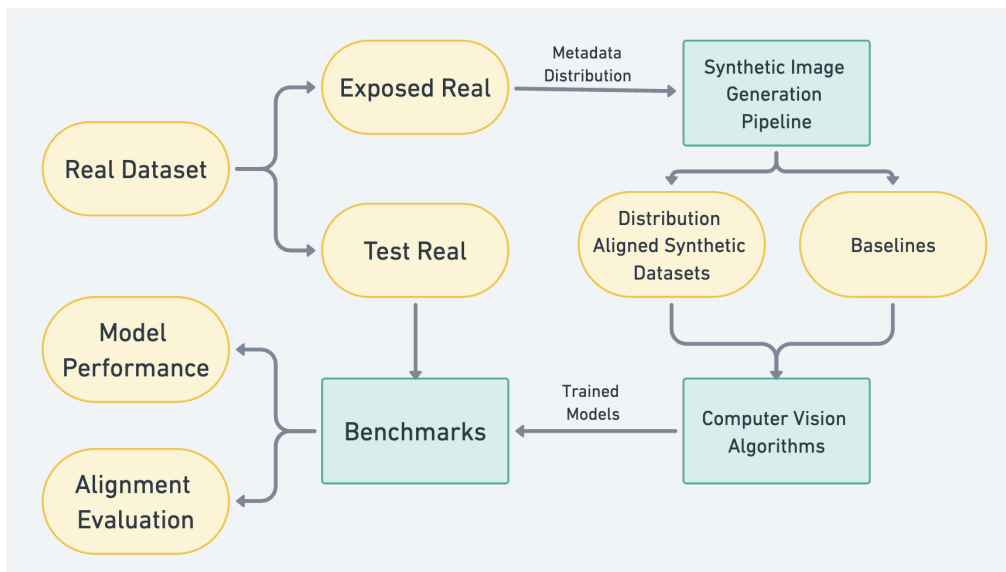 Real Dataset
Exposed Real
Metadata
Distribution
Synthetic Image
Generation
Pipeline
Test Real
Distribution
Aligned Synthetic
Datasets
Baselines
Model
Performance
Alignment
Evaluation
Benchmarks
Trained
Models
Computer Vision
Algorithms